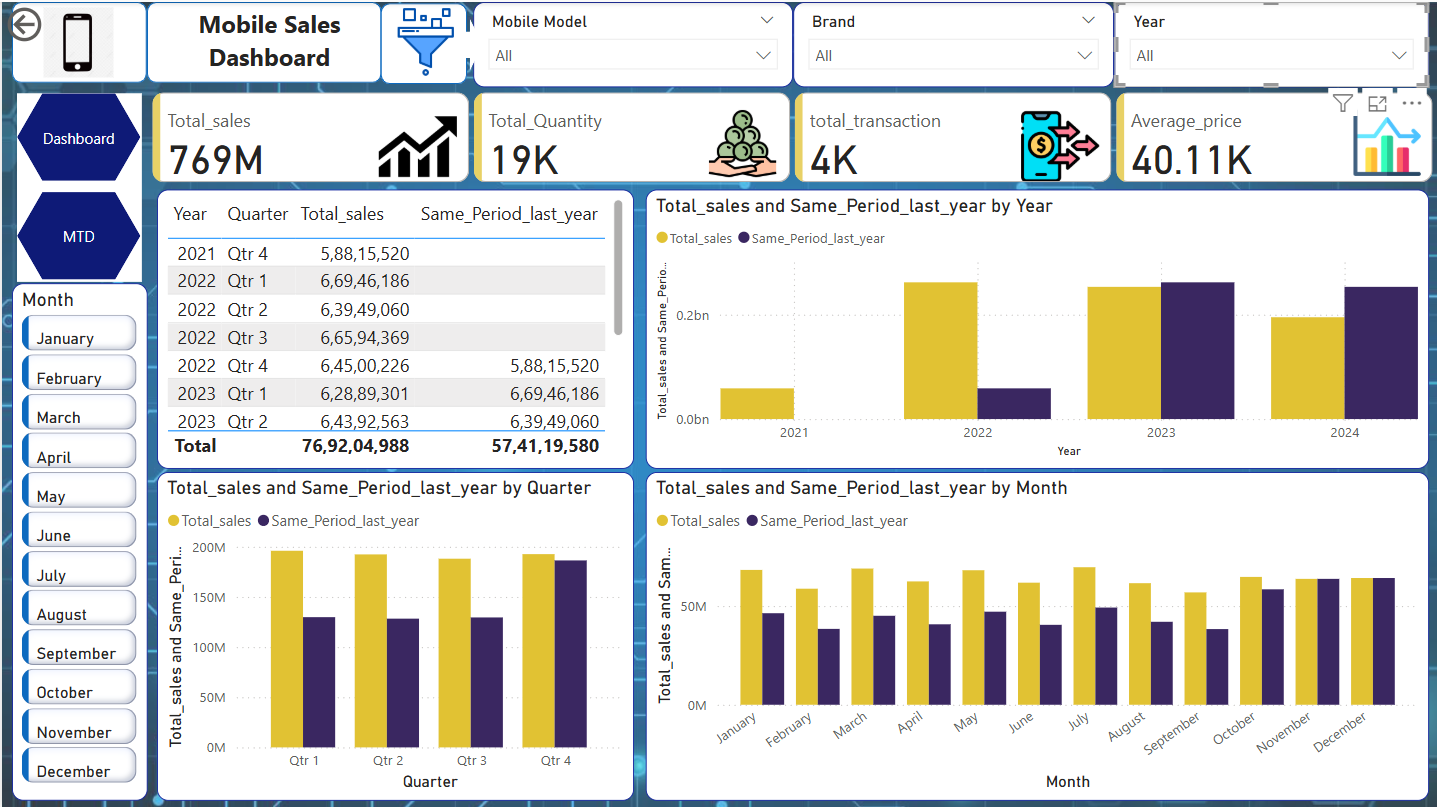 Mobile Sales
Dashboard
Mobile Model
All
Brand
All
Year
All
Dashboard
MTD
Total_sales
769M
Total_Quantity
19K
total_transaction
4K
Average_price
40.11K
Month
January
February
March
April
May
June
July
August
September
October
November
December
Year Quarter Total_sales Same_Period_last_year
2021 Qtr 4 5,88,15,520
2022 Qtr 1 6,69,46,186
2022 Qtr 2 6,39,49,060
2022 Qtr 3 6,65,94,369
2022 Qtr 4 6,45,00,226 5,88,15,520
2023 Qtr 1 6,28,89,301 6,69,46,186
2023 Qtr 2 6,43,92,563 6,39,49,060
Total 76,92,04,988 57,41,19,580
Total_sales and Same_Period_last_year by Year
Total_sales Same_Period_last_year
Total_sales and Same_Perio...
0.2bn
0.0bn
2021 2022 2023 2024
Year
Total_sales and Same_Period_last_year by Quarter
Total_sales Same_Period_last_year
Total_sales and Same_Peri...
200M
150M
100M
50M
0M
Qtr 1 Qtr 2 Qtr 3 Qtr 4
Quarter
Total_sales and Same_Period_last_year by Month
Total_sales Same_Period_last_year
Total_sales and Sam...
50M
0M
January February March April May June July August September October November December
Month